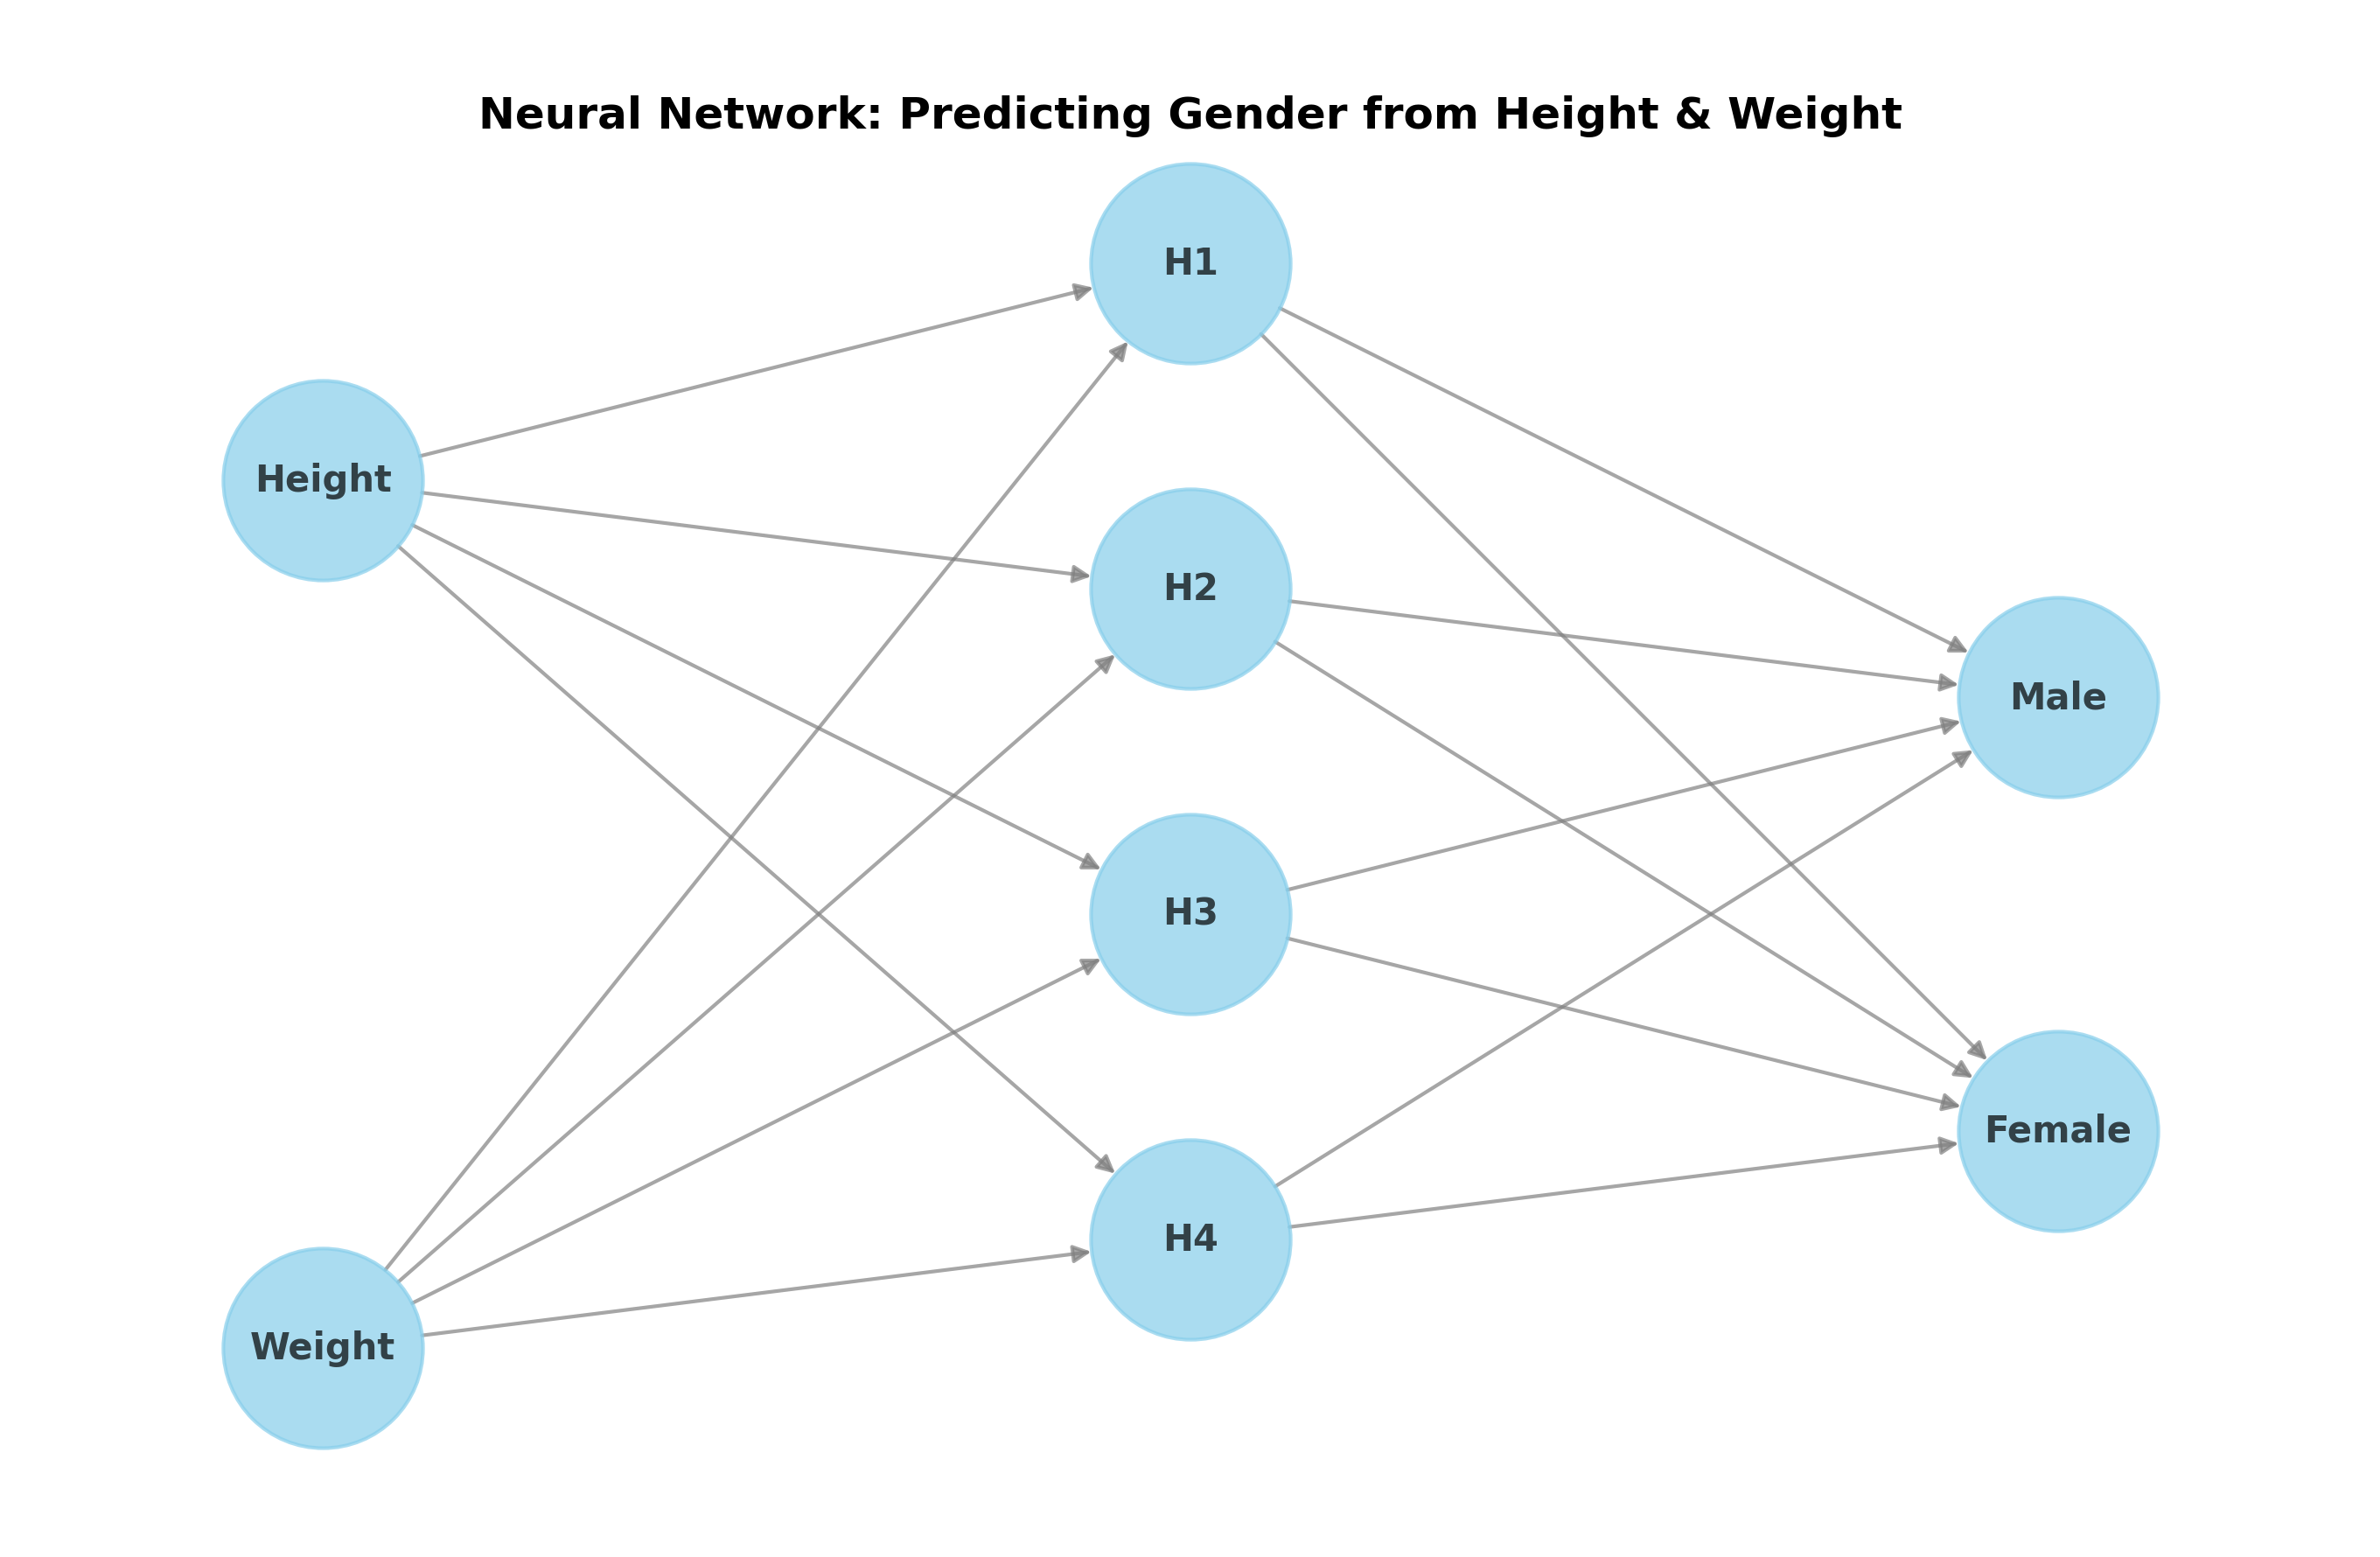 Neural Network: Predicting Gender from Height & Weight
H1
Height
H2
Male
H3
Female
H4
Weight